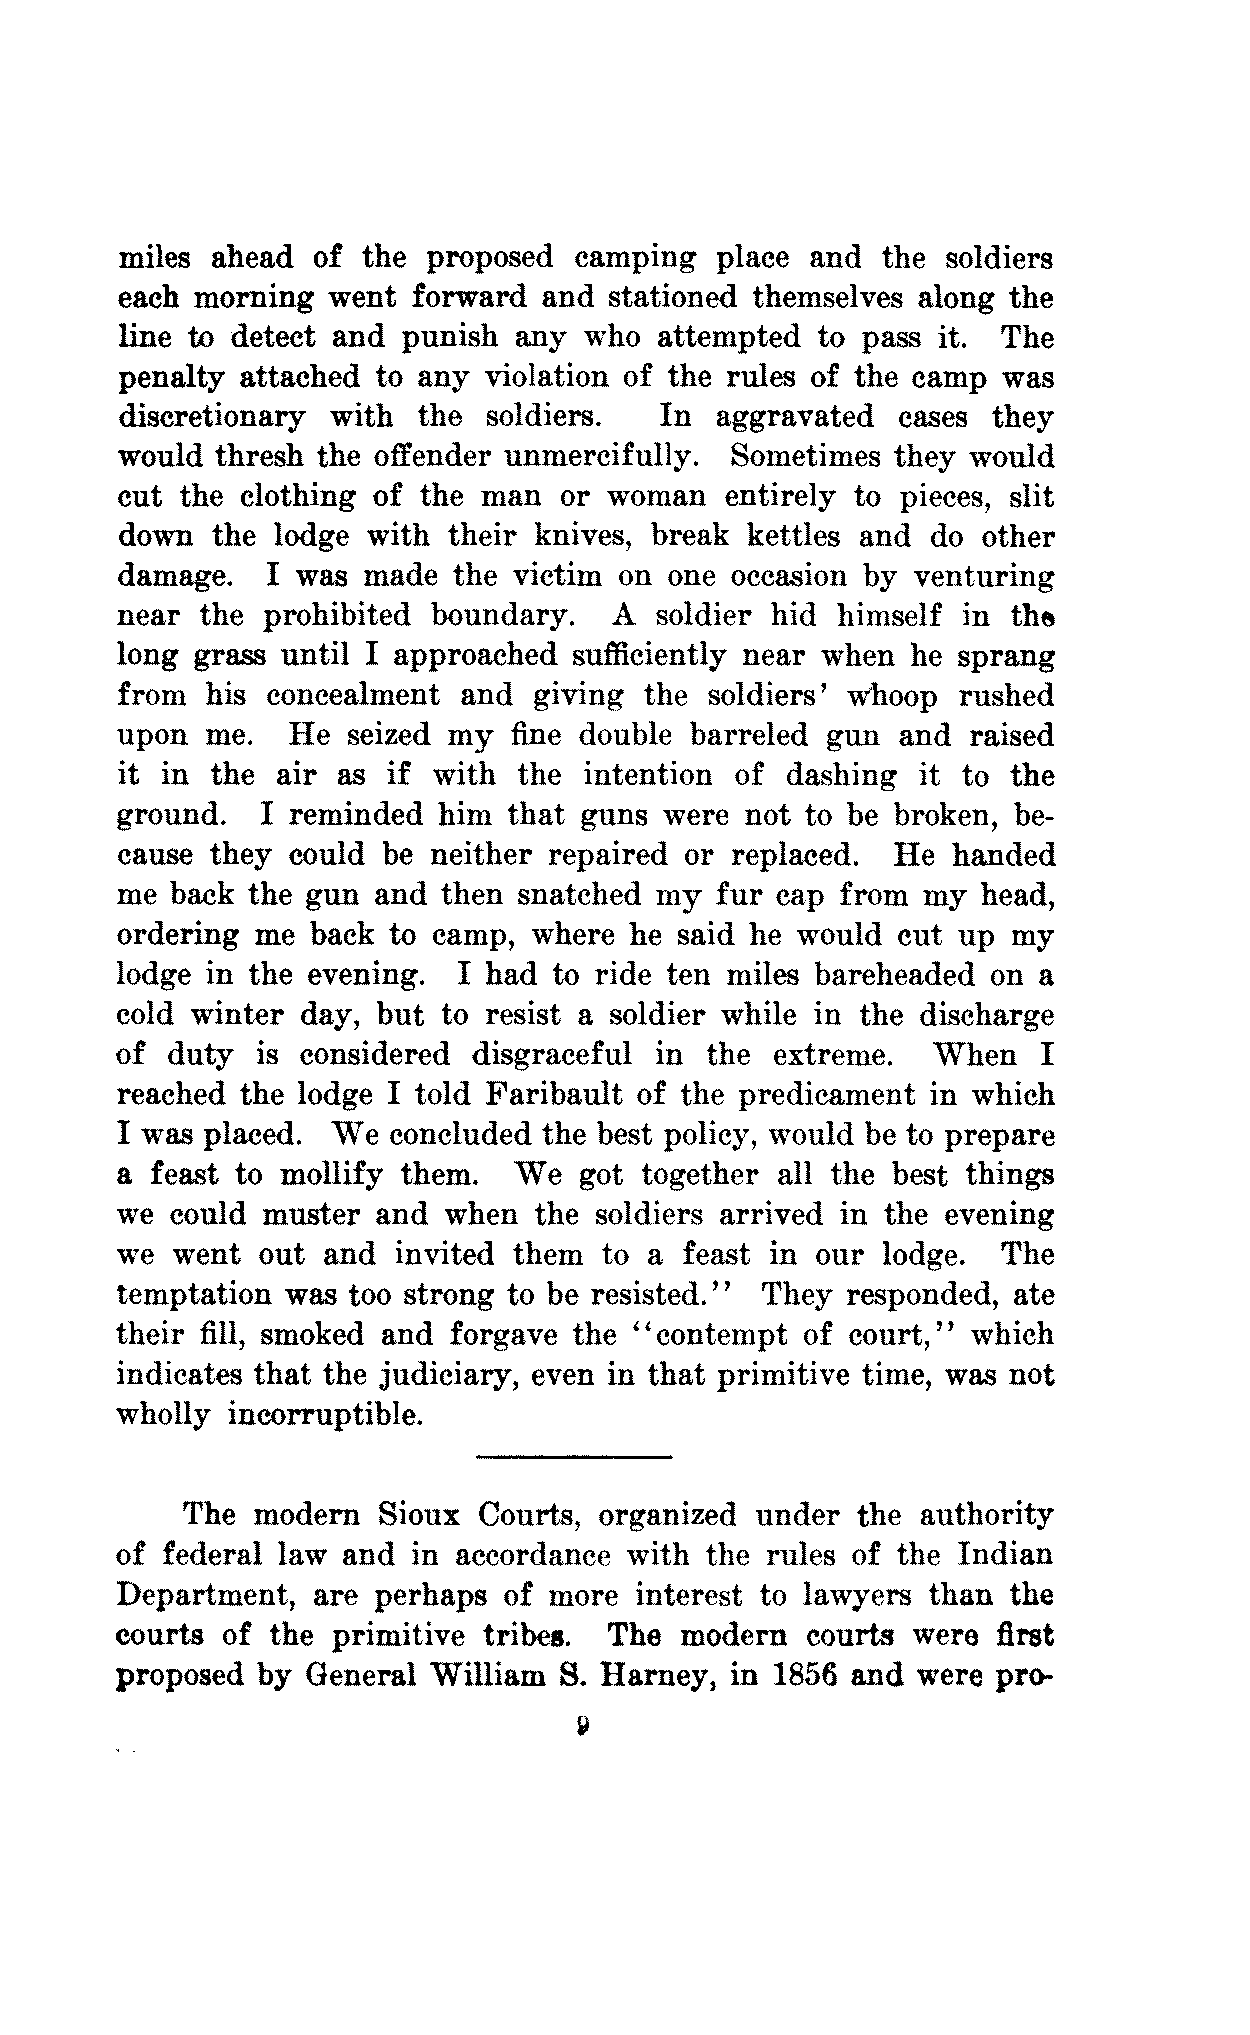 miles ahead of the proposed camping place and the soldiers
each morning went forward and stationed themselves along the
line to detect and punish any who attempted to pass it. The
penalty attached to any violation of the rules of the camp was
discretionary with the soldiers. In aggravated cases they
would thresh the offender unmercifully. Sometimes they would
cut the clothing of the man or woman entirely to pieces, slit
down the lodge with their knives, break kettles and do other
damage. I was made the victim on one occasion by venturing
near the prohibited boundary. A soldier hid himself in the
long grass until I approached sufficiently near when he sprang
from his concealment and giving the soldiers' whoop rushed
upon me. He seized my fine double barreled gun and raised
it in the air as if with the intention of dashing it to the
ground. I reminded him that guns were not to be broken, be-
cause they could be neither repaired or replaced. He handed
me back the gun and then snatched my fur cap from my head,
ordering me back to camp, where he said he would cut up my
lodge in the evening. I had to ride ten miles bareheaded on a
cold winter day, but to resist a soldier while in the discharge
of duty is considered disgraceful in the extreme. When I
reached the lodge I told Faribault of the predicament in which
I was placed. We concluded the best policy, would be to prepare
a feast to mollify them. We got together all the best things
we could muster and when the soldiers arrived in the evening
we went out and invited them to a feast in our lodge. The
temptation was too strong to be resisted.'' They responded, ate
their fill, smoked and forgave the ``contempt of court,'' which
indicates that the judiciary, even in that primitive time, was not
wholly incorruptible.
The modern Sioux Courts, organized under the authority
of federal law and in accordance with the rules of the Indian
Department, are perhaps of more interest to lawyers than the
courts of the primitive tribes. The modern courts were first
proposed by General William S. Harney, in 1856 and were pro-
9